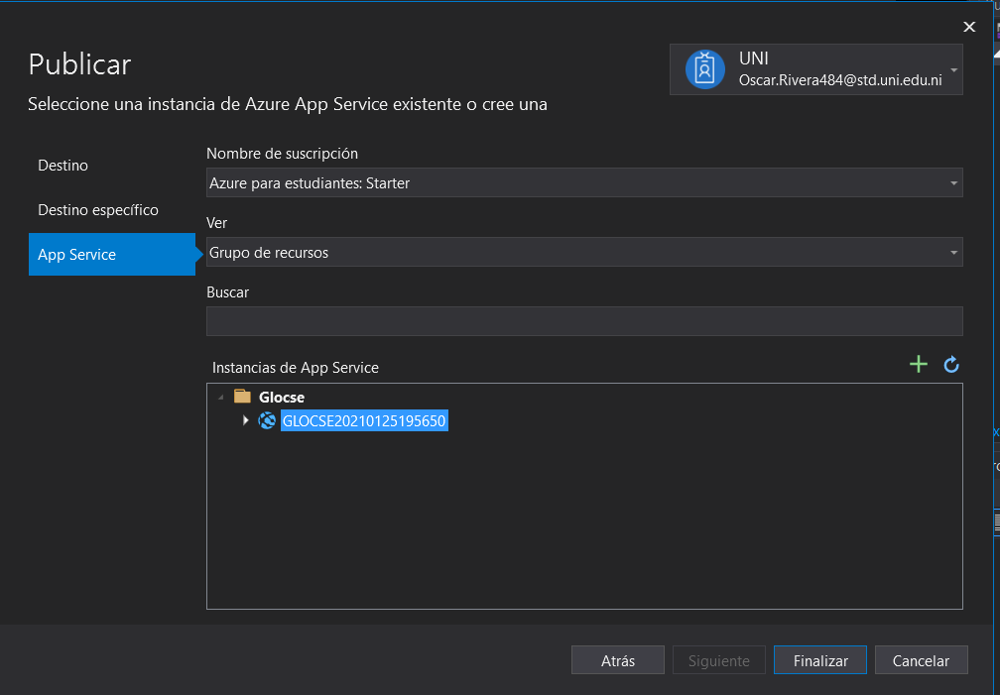 Publicar
UNI
Oscar.Rivera484@std.uni.edu.ni
Seleccione una instancia de Azure App Service existente o cree una
Destino
Destino específico
App Service
Nombre de suscripción
Azure para estudiantes: Starter
Ver
Grupo de recursos
Buscar
Instancias de App Service
Glocse
GLOCSE20210125195650
Atrás
Siguiente
Finalizar
Cancelar